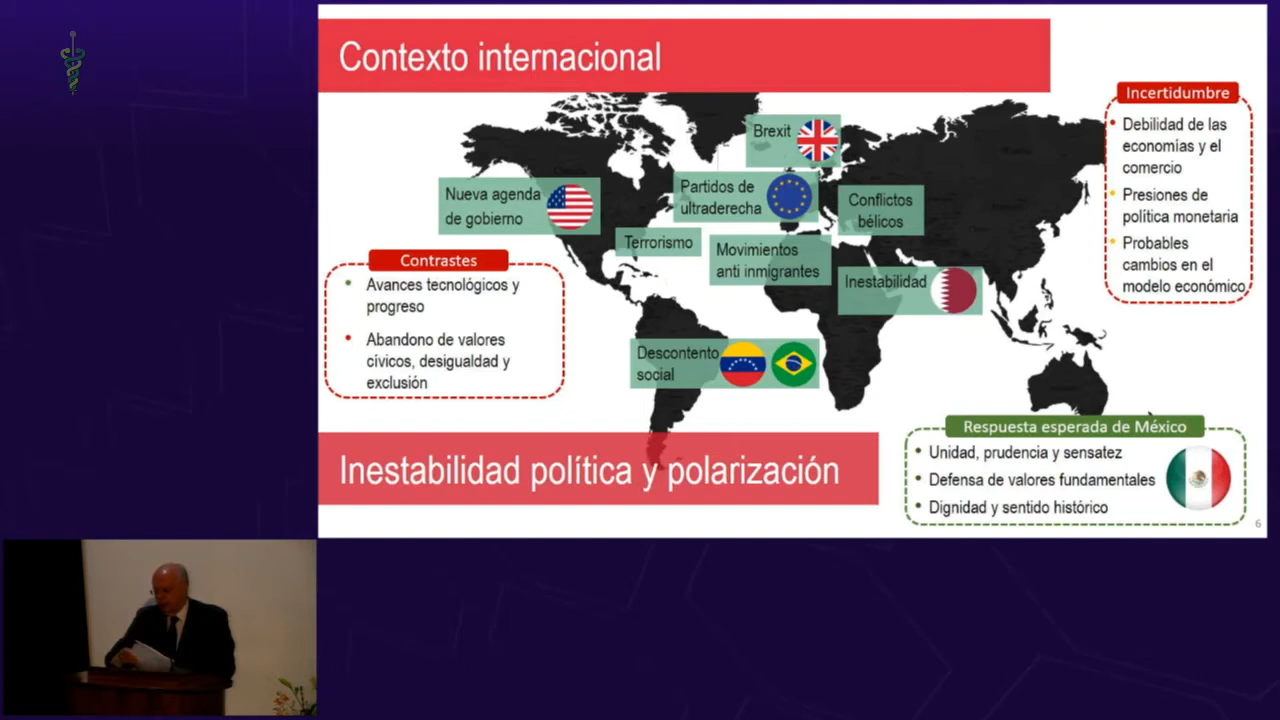 Contexto internacional
Incertidumbre
Debilidad de las
economías y el
comercio
Presiones de
política monetaria
Probables
cambios en el
modelo económico
Brexit
Nueva agenda
de gobierno
Partidos de
ultraderecha
Conflictos
bélicos
Terrorismo
Movimientos
anti inmigrantes
Inestabilidad
Contrastes
Avances tecnológicos y
progreso
Abandono de valores
cívicos, desigualdad y
exclusión
Descontento
social
Inestabilidad política y polarización
Respuesta esperada de México
Unidad, prudencia y sensatez
Defensa de valores fundamentales
Dignidad y sentido histórico
6